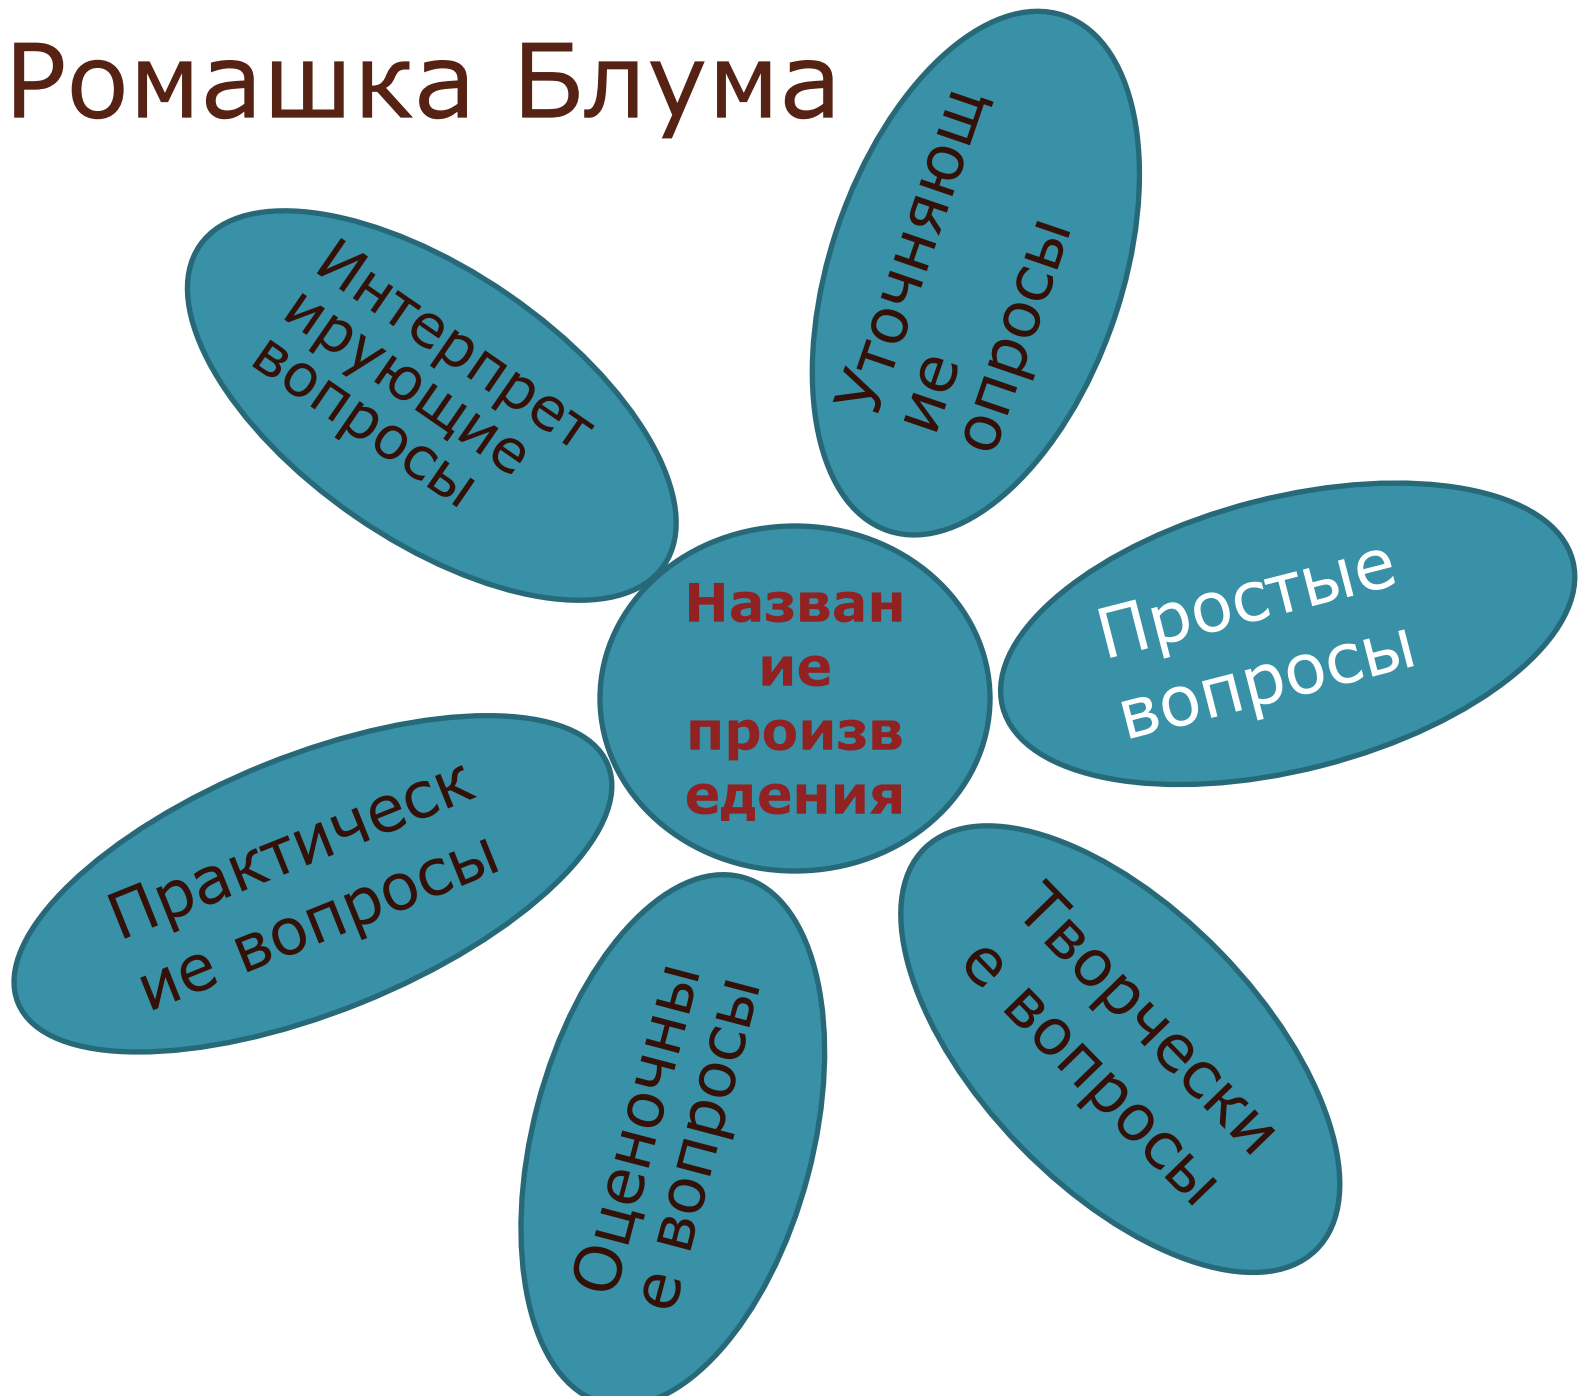 Ромашка Блума
Уточняющ
ие
опросы
Интерпрет
ирующие
вопросы
Простые
вопросы
Назван
ие
произв
едения
Практическ
ие вопросы
Творчески
е вопросы
Оценочны
е вопросы